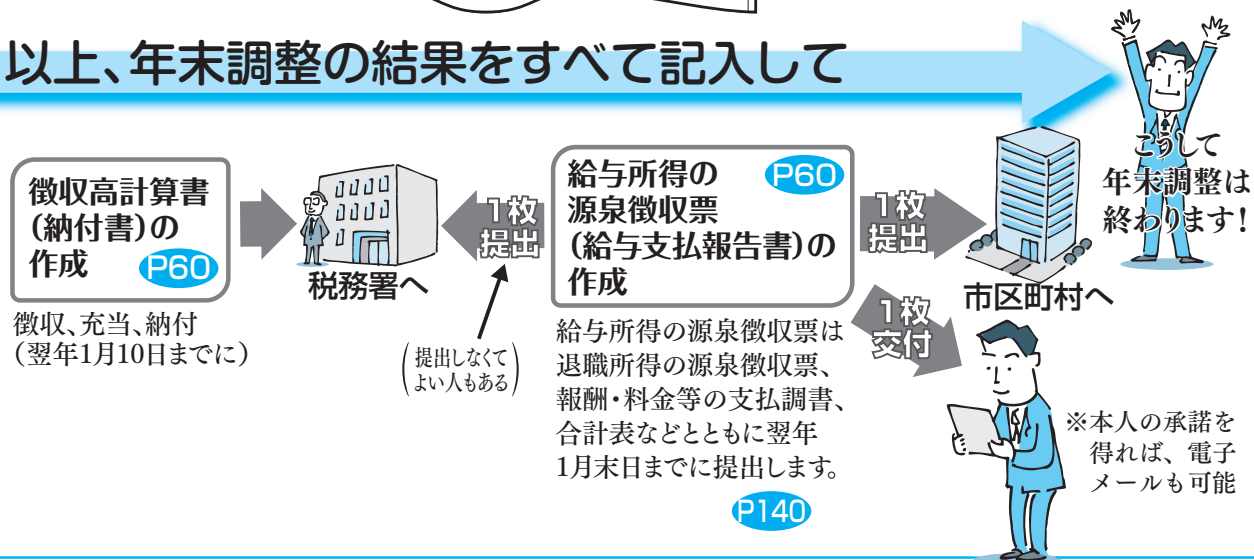 以上、年末調整の結果をすべて記入して
こうして
年末調整は
終わります!
徴収高計算書
(納付書)の
作成 P60
徴収、充当、納付
(翌年1月10日までに)
税務署へ
1枚
提出
(提出しなくて
よい人もある)
給与所得の P60
源泉徴収票
(給与支払報告書)の
作成
給与所得の源泉徴収票は
退職所得の源泉徴収票、
報酬・料金等の支払調書、
合計表などとともに翌年
1月末日までに提出します。
P140
1枚
提出
市区町村へ
1枚
交付
※本人の承諾を
得れば、電子
メールも可能